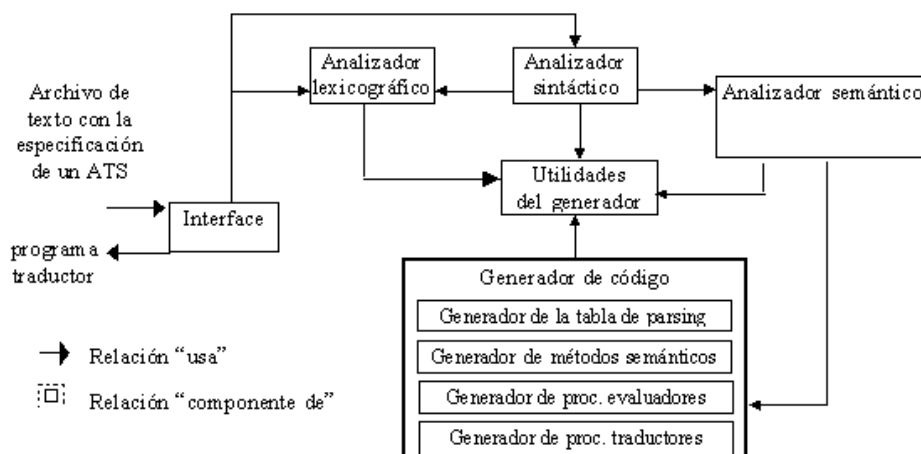 Analizador
lexicográfico
Analizador
sintáctico
Analizador semántico
Archivo de
texto con la
especificación
de un ATS
Utilidades
del generador
Interface
programa
traductor
Generador de código
Generador de la tabla de parsing
Generador de métodos semánticos
Generador de proc. evaluadores
Generador de proc. traductores
Relación “usa”
Relación “componente de”